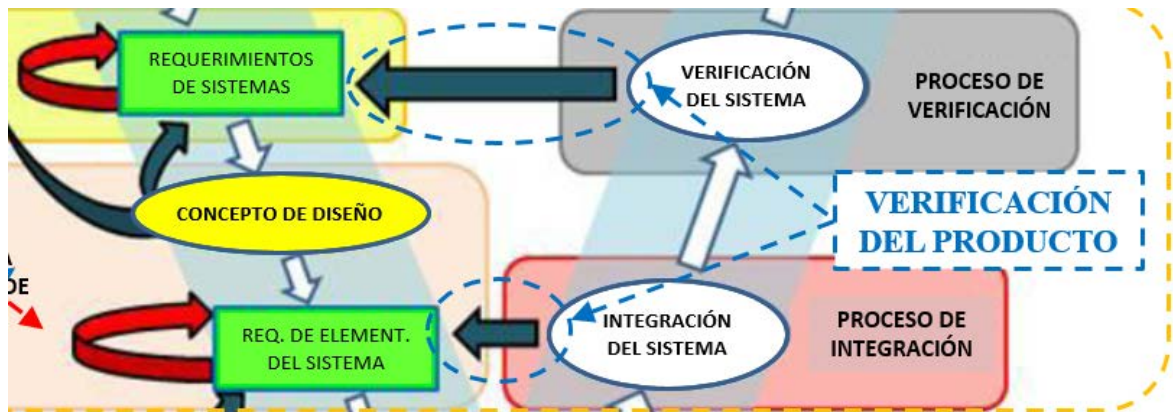 REQUERIMIENTOS
DE SISTEMAS
VERIFICACIÓN
DEL SISTEMA
PROCESO DE
VERIFICACIÓN
CONCEPTO DE DISEÑO
VERIFICACIÓN
DEL PRODUCTO
DE
REQ. DE ELEMENT.
DEL SISTEMA
INTEGRACIÓN
DEL SISTEMA
PROCESO DE
INTEGRACIÓN